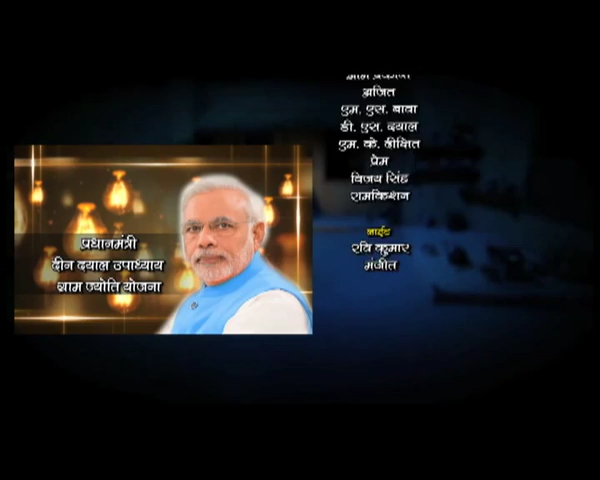 अजित
एम. एस. बावा
डी. एस. दयाल
एम. के. दीक्षित
प्रेम
विजय सिंह
रामकिशन
लाईट
रवि कुमार
मंजीत
प्रधानमंत्री
दीन दयाल उपाध्याय
ग्राम ज्योति योजना